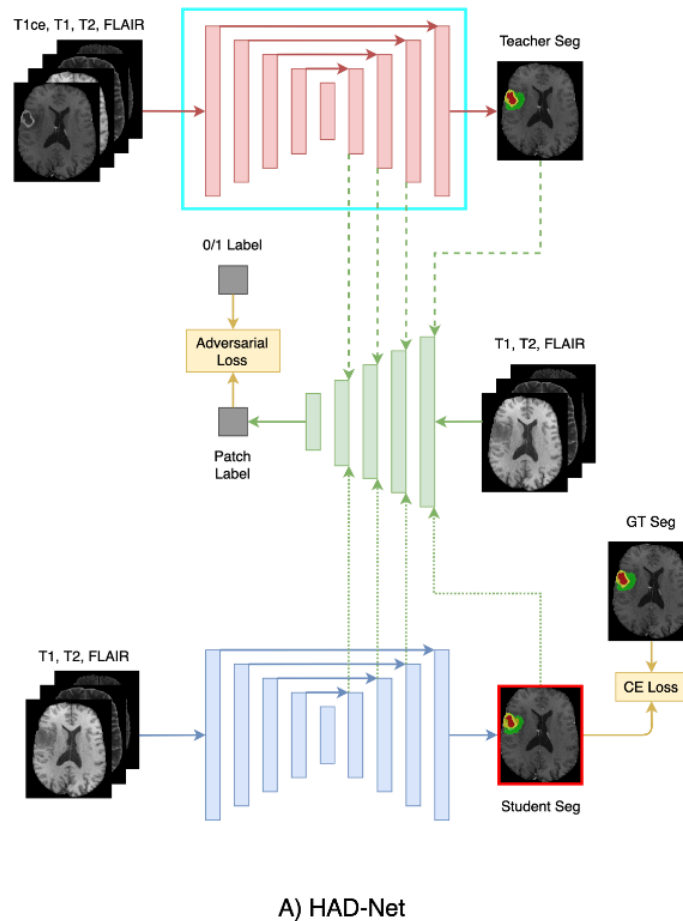 T1ce, T1, T2, FLAIR
Teacher Seg
0/1 Label
Adversarial
Loss
T1, T2, FLAIR
Patch
Label
GT Seg
T1, T2, FLAIR
CE Loss
Student Seg
A) HAD-Net